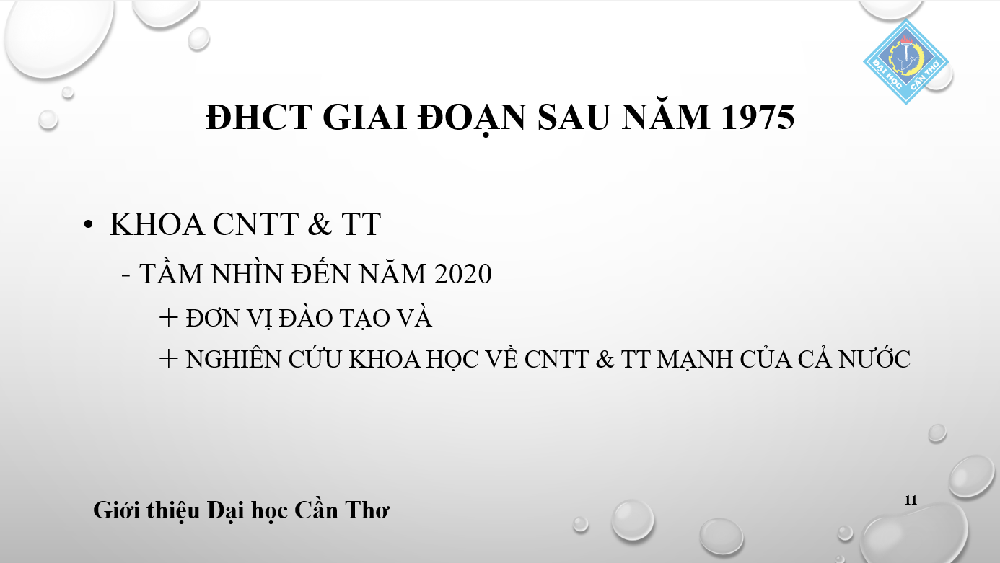 ĐẠI HỌC CẦN THƠ
ĐHCT GIAI ĐOẠN SAU NĂM 1975
• KHOA CNTT & TT
- TẦM NHÌN ĐẾN NĂM 2020
+ ĐƠN VỊ ĐÀO TẠO VÀ
+ NGHIÊN CỨU KHOA HỌC VỀ CNTT & TT MẠNH CỦA CẢ NƯỚC
Giới thiệu Đại học Cần Thơ
11